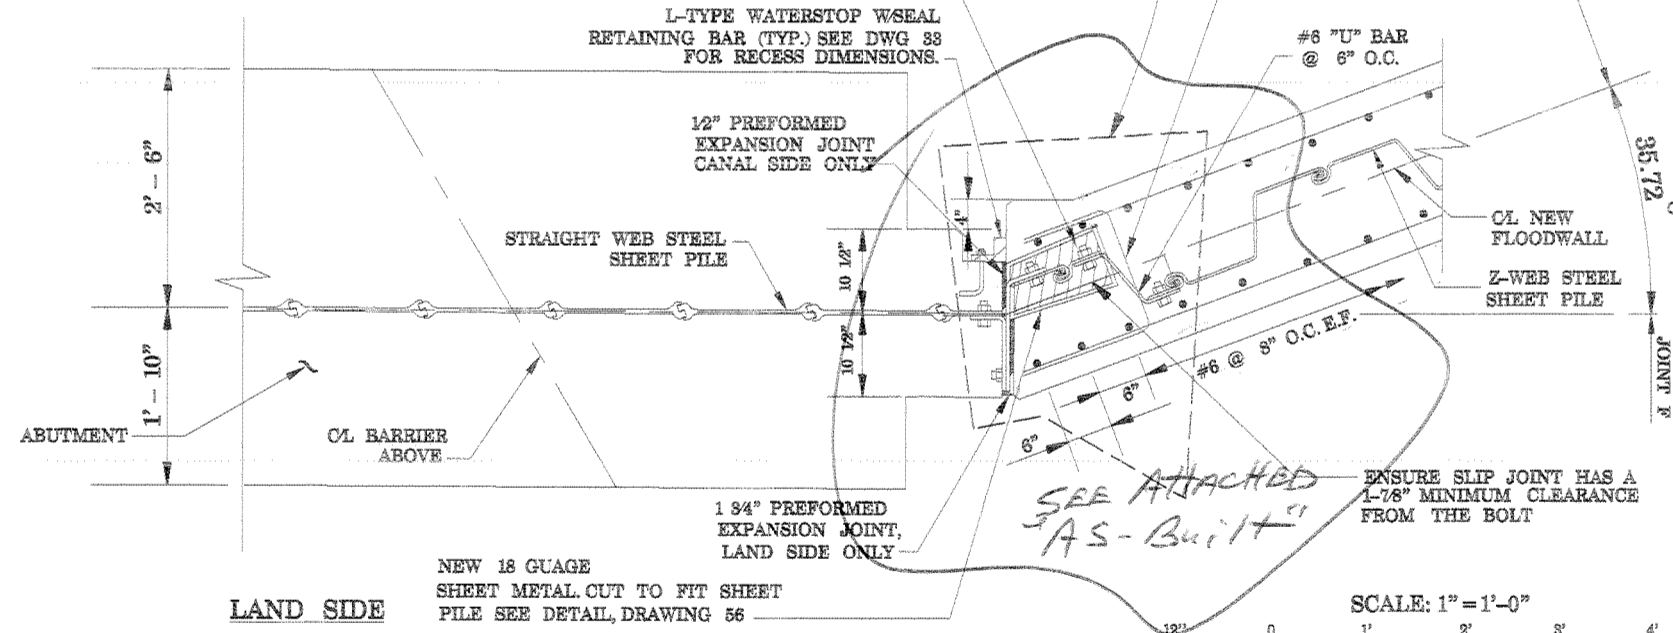 L-TYPE WATERSTOP W/SEAL
RETAINING BAR (TYP.) SEE DWG 33
FOR RECESS DIMENSIONS.
#6 "U" BAR
@ 6" O.C.
1/2" PREFORMED
EXPANSION JOINT
CANAL SIDE ONLY
2' - 6"
35.72
4"
C/L NEW
FLOODWALL
STRAIGHT WEB STEEL
SHEET PILE
10 1/2"
Z-WEB STEEL
SHEET PILE
10 1/2"
#6 @ 8" O.C. E.F.
1' - 10"
JOINT F
6"
6"
ABUTMENT
C/L BARRIER
ABOVE
SEE ATTACHED
"AS-Built"
ENSURE SLIP JOINT HAS A
1-7/8" MINIMUM CLEARANCE
FROM THE BOLT
1 3/4" PREFORMED
EXPANSION JOINT,
LAND SIDE ONLY
NEW 18 GUAGE
SHEET METAL. CUT TO FIT SHEET
PILE SEE DETAIL, DRAWING 56
LAND SIDE
SCALE: 1" = 1'-0"
12" 0 1' 2' 3' 4'